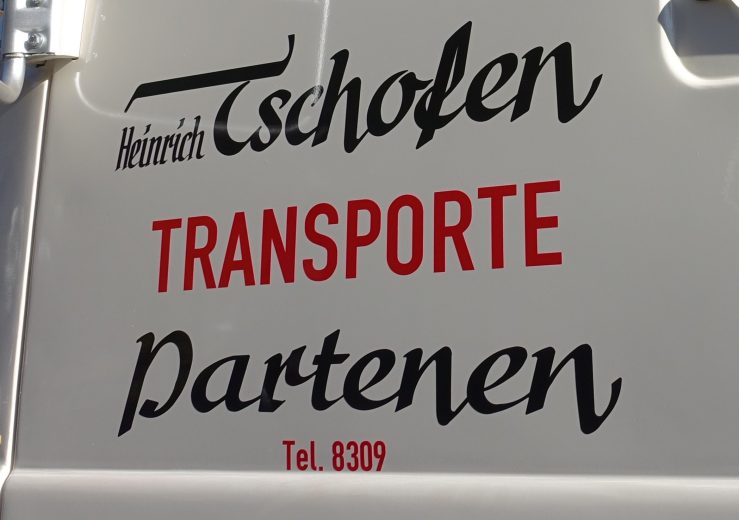 Heinrich Tschofen
TRANSPORTE
Partenen
Tel. 8309